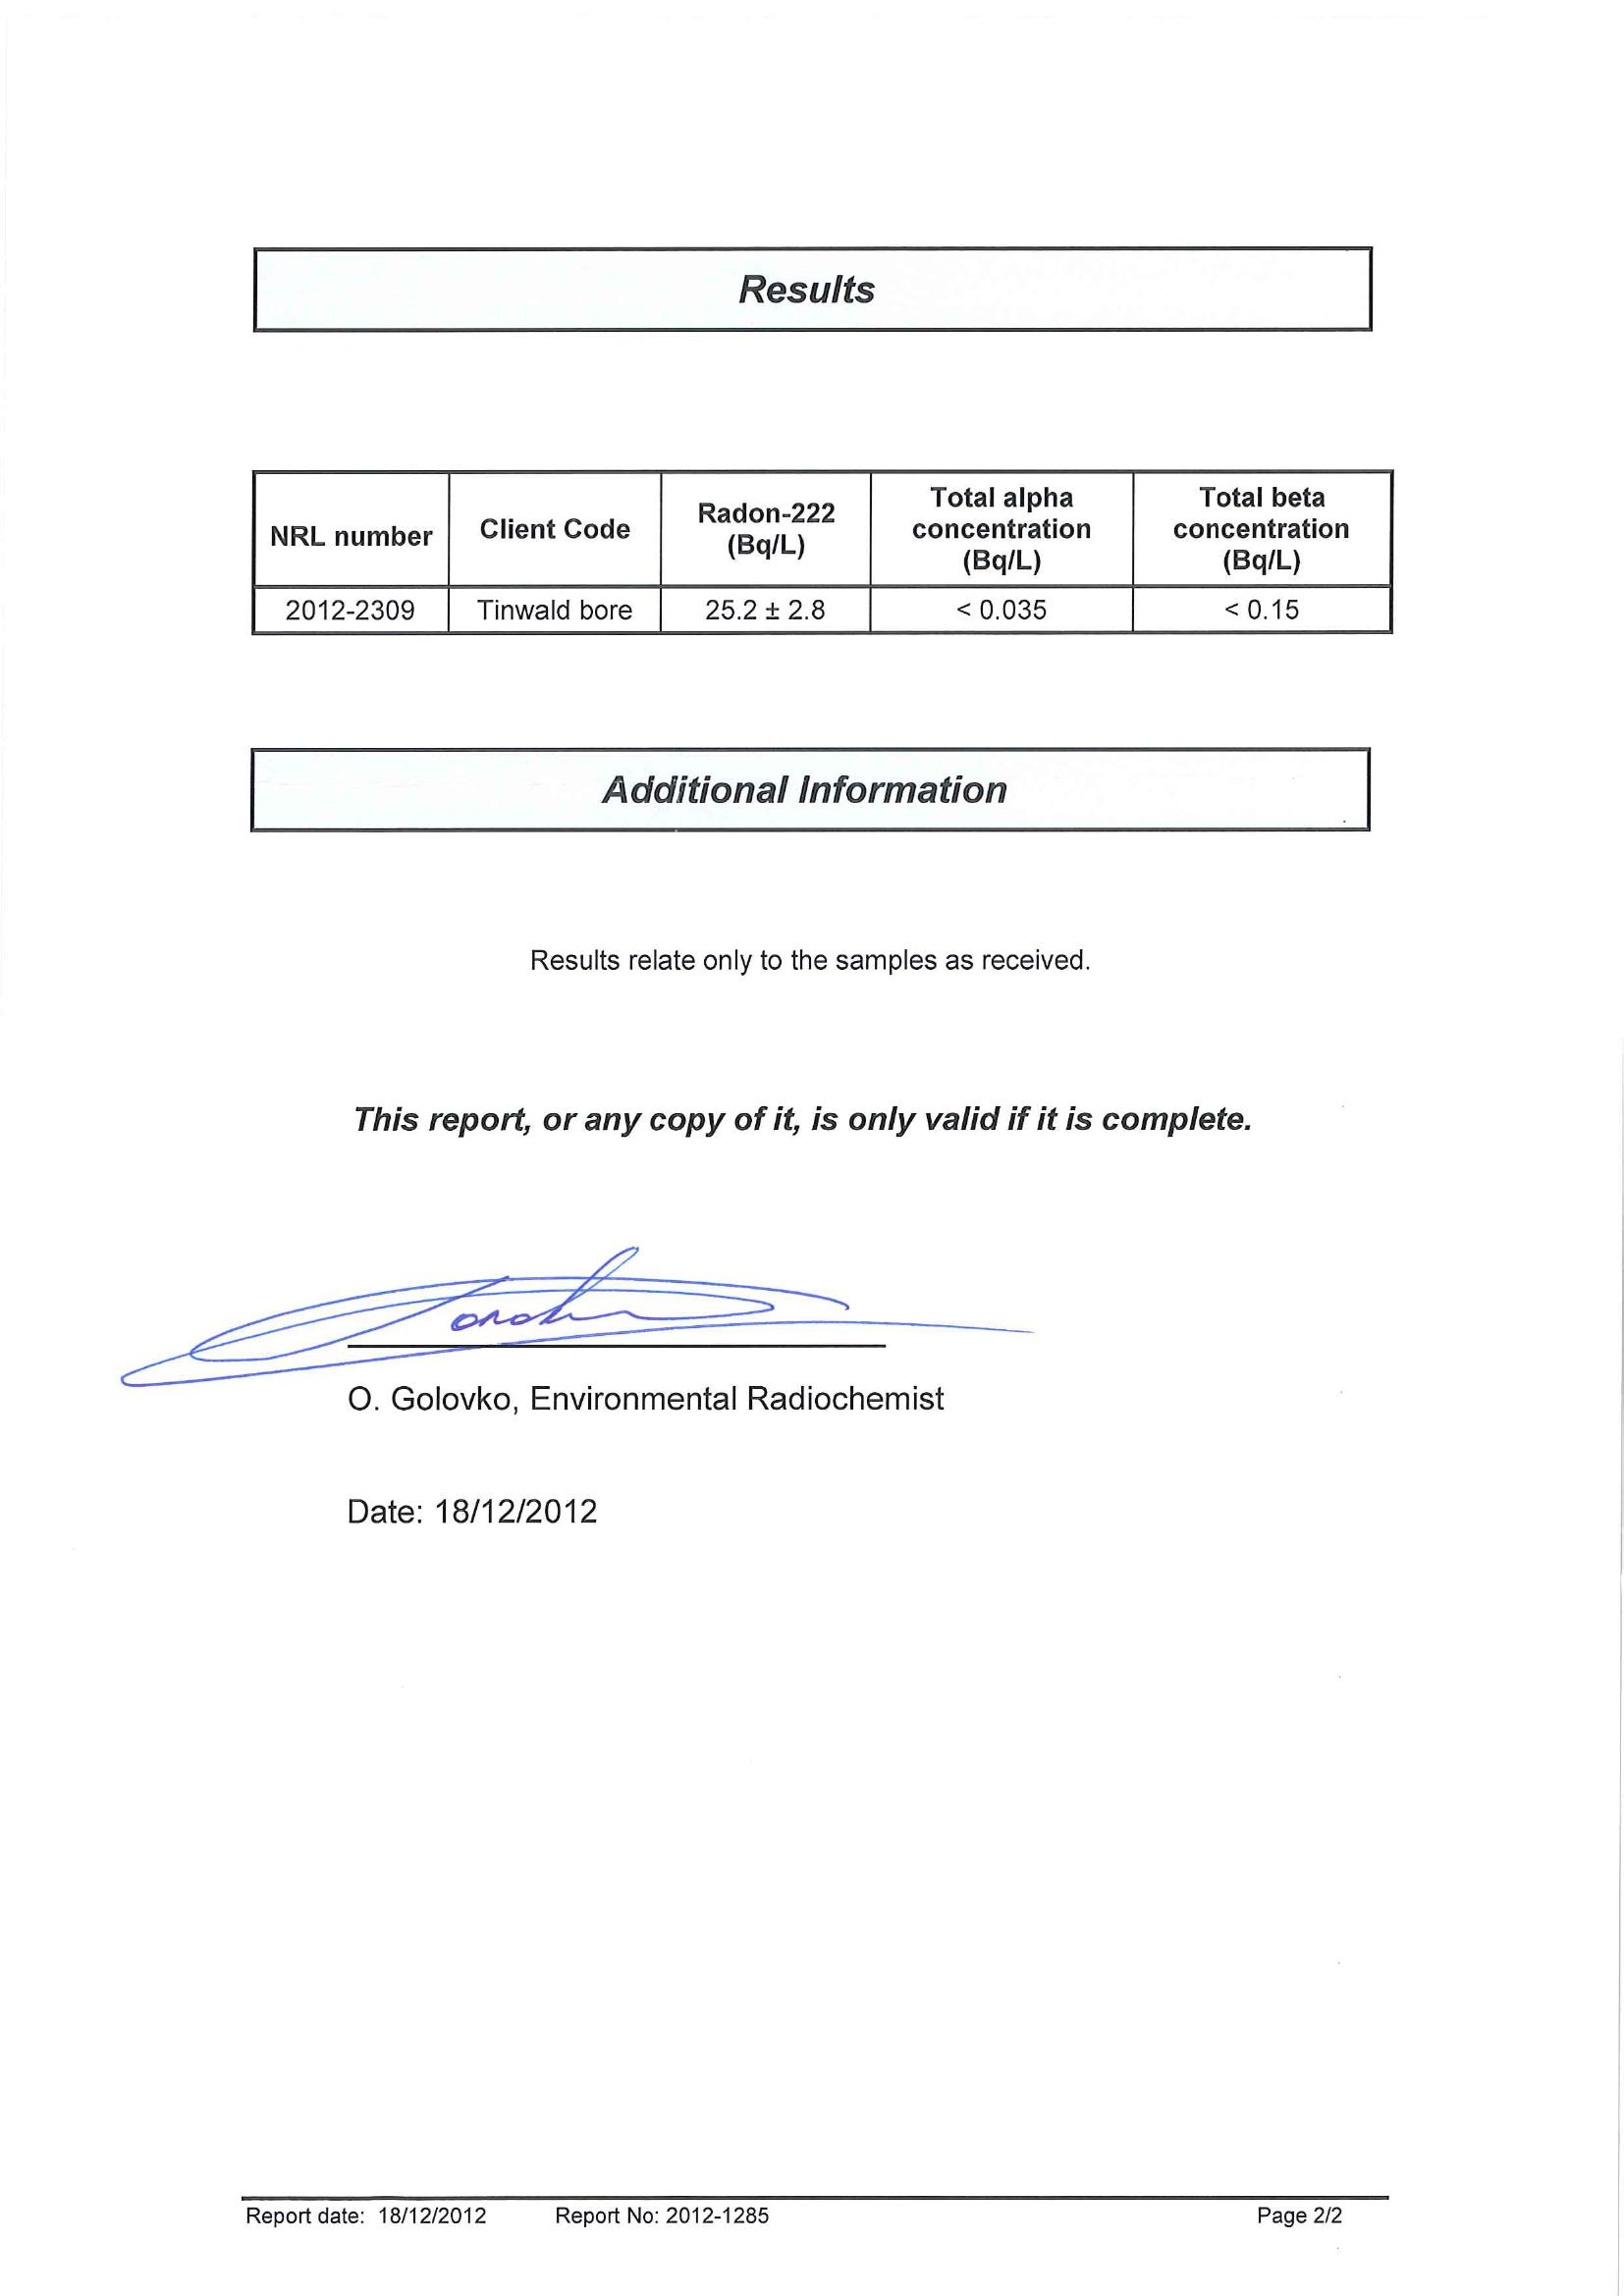 Results
NRL number
Client Code
Radon-222
(Bq/L)
Total alpha
concentration
(Bq/L)
Total beta
concentration
(Bq/L)
2012-2309
Tinwald bore
25.2 ± 2.8
< 0.035
< 0.15
Additional Information
Results relate only to the samples as received.
This report, or any copy of it, is only valid if it is complete.
O. Golovko, Environmental Radiochemist
Date: 18/12/2012
Report date: 18/12/2012 Report No: 2012-1285 Page 2/2